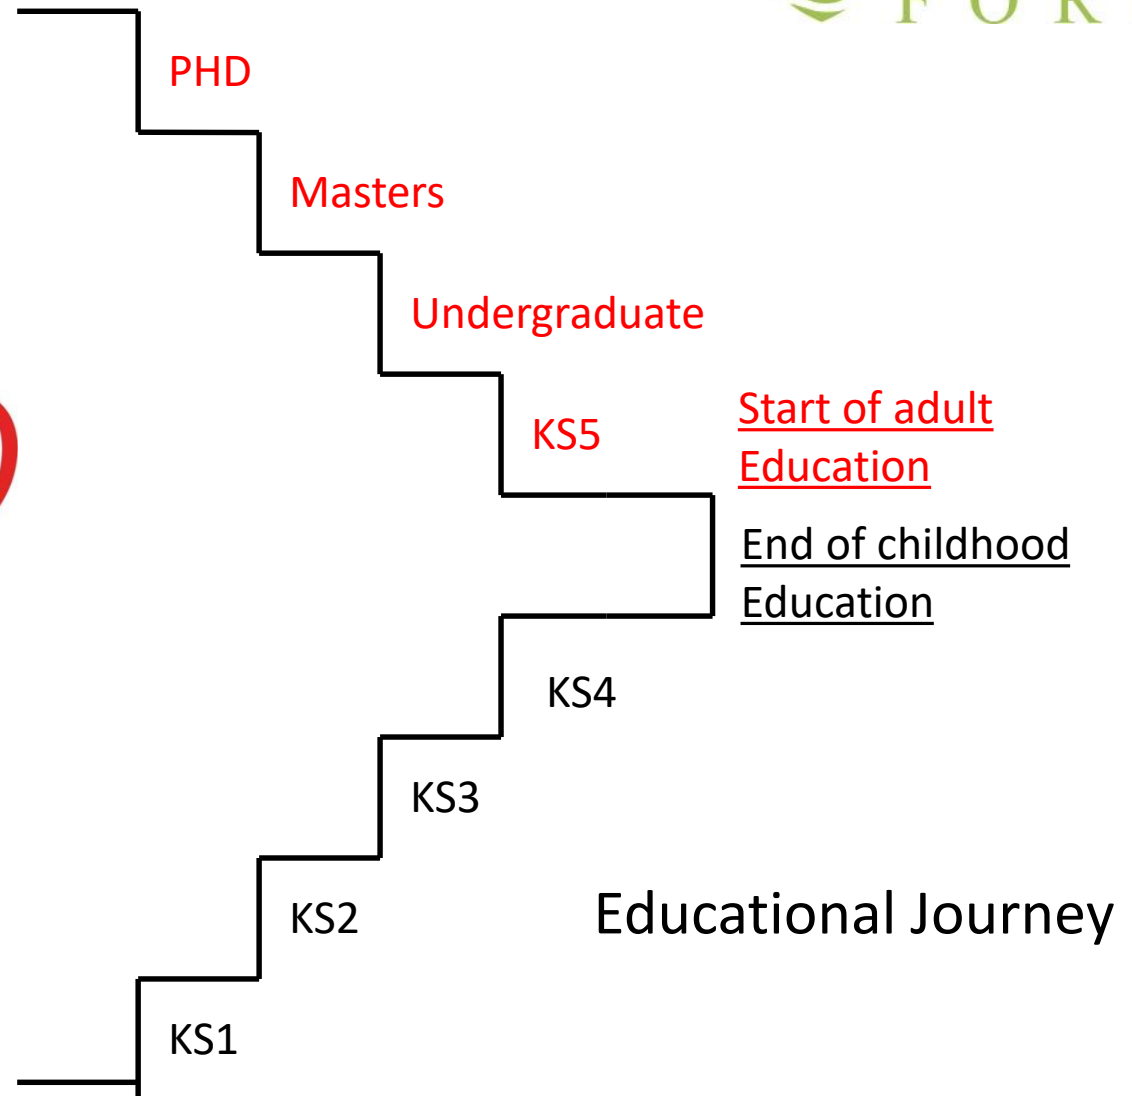 F O R
PHD
Masters
Undergraduate
KS5
Start of adult
Education
End of childhood
Education
KS4
KS3
KS2
Educational Journey
KS1